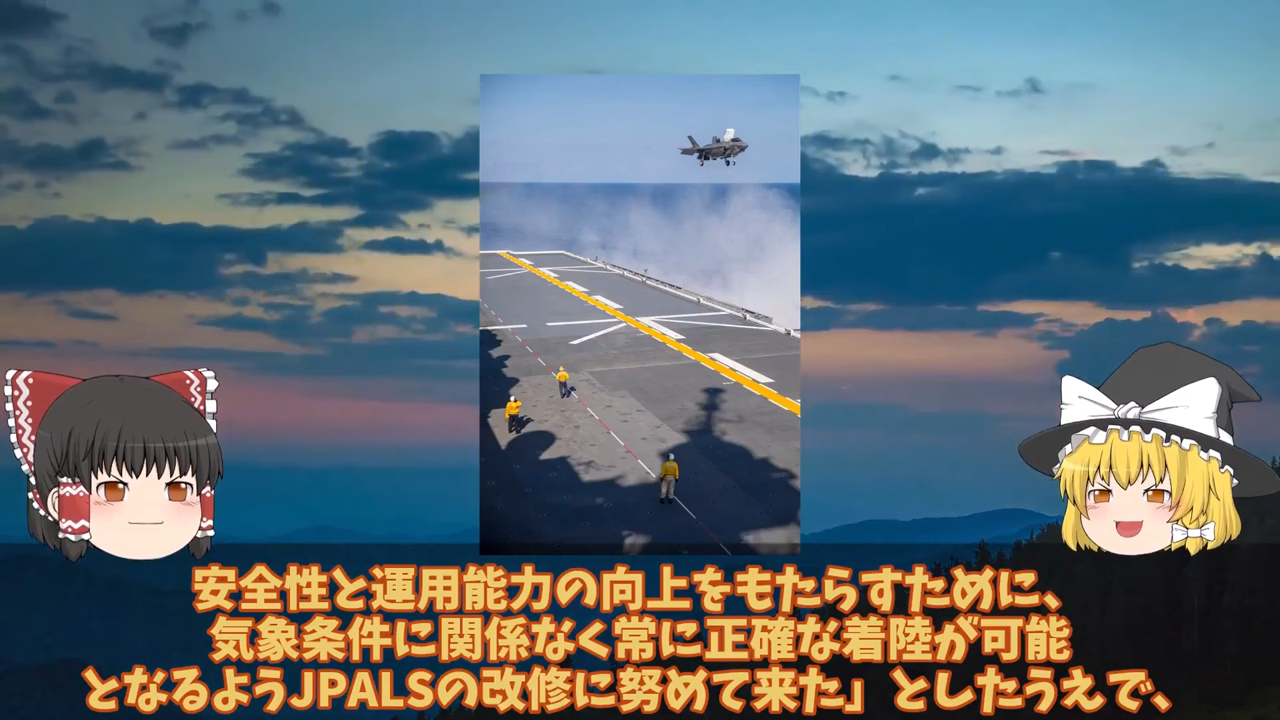 安全性と運用能力の向上をもたらすために、
気象条件に関係なく常に正確な着陸が可能
となるようJPALSの改修に努めて来た」としたうえで、